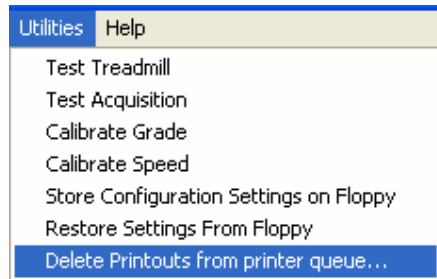 Utilities Help
Test Treadmill
Test Acquisition
Calibrate Grade
Calibrate Speed
Store Configuration Settings on Floppy
Restore Settings From Floppy
Delete Printouts from printer queue...